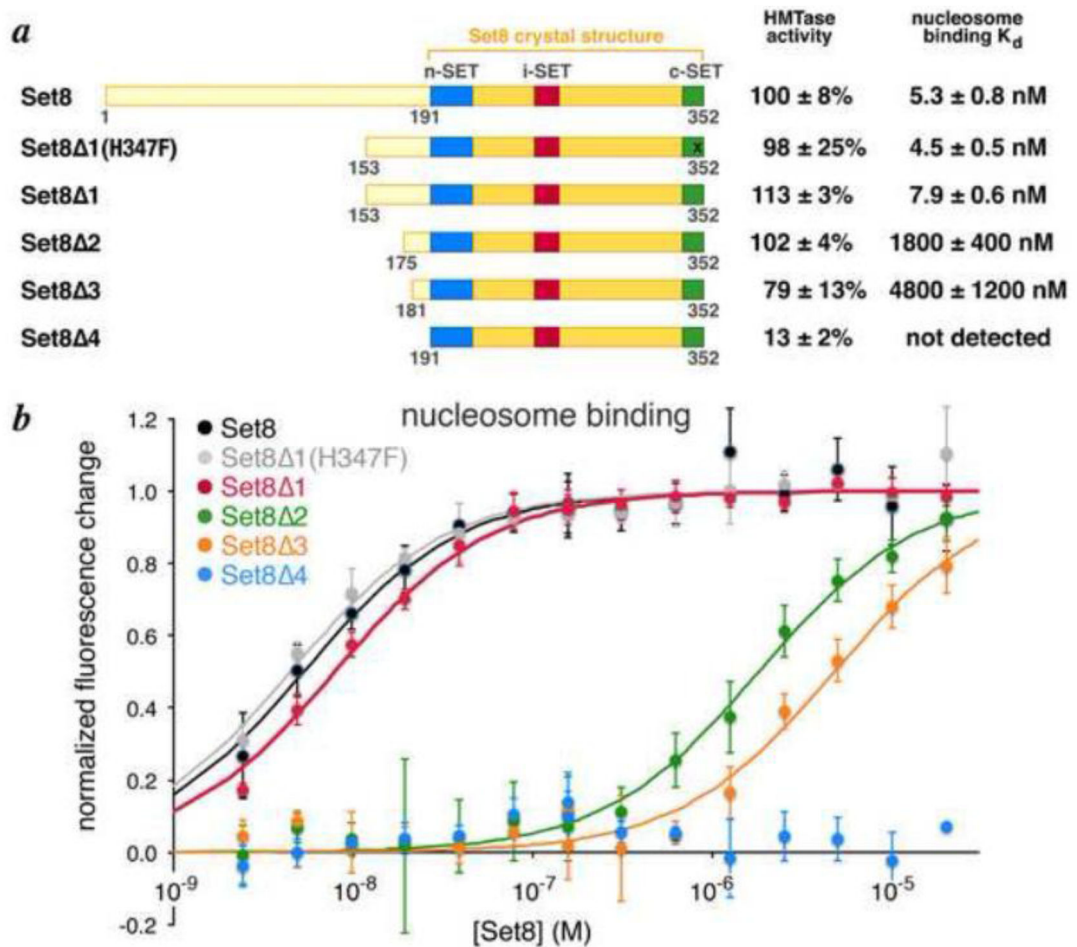 a
HMTase activity
nucleosome binding Kd
Set8 crystal structure
n-SET i-SET c-SET
Set8 100 ± 8% 5.3 ± 0.8 nM
1 191 352
Set8Δ1(H347F) x 98 ± 25% 4.5 ± 0.5 nM
153 352
Set8Δ1 113 ± 3% 7.9 ± 0.6 nM
153 352
Set8Δ2 102 ± 4% 1800 ± 400 nM
175 352
Set8Δ3 79 ± 13% 4800 ± 1200 nM
181 352
Set8Δ4 13 ± 2% not detected
191 352
b
nucleosome binding
Set8
Set8Δ1(H347F)
Set8Δ1
Set8Δ2
Set8Δ3
Set8Δ4
normalized fluorescence change
1.2
1.0
0.8
0.6
0.4
0.2
0.0
-0.2
10-9 10-8 10-7 10-6 10-5
[Set8] (M)